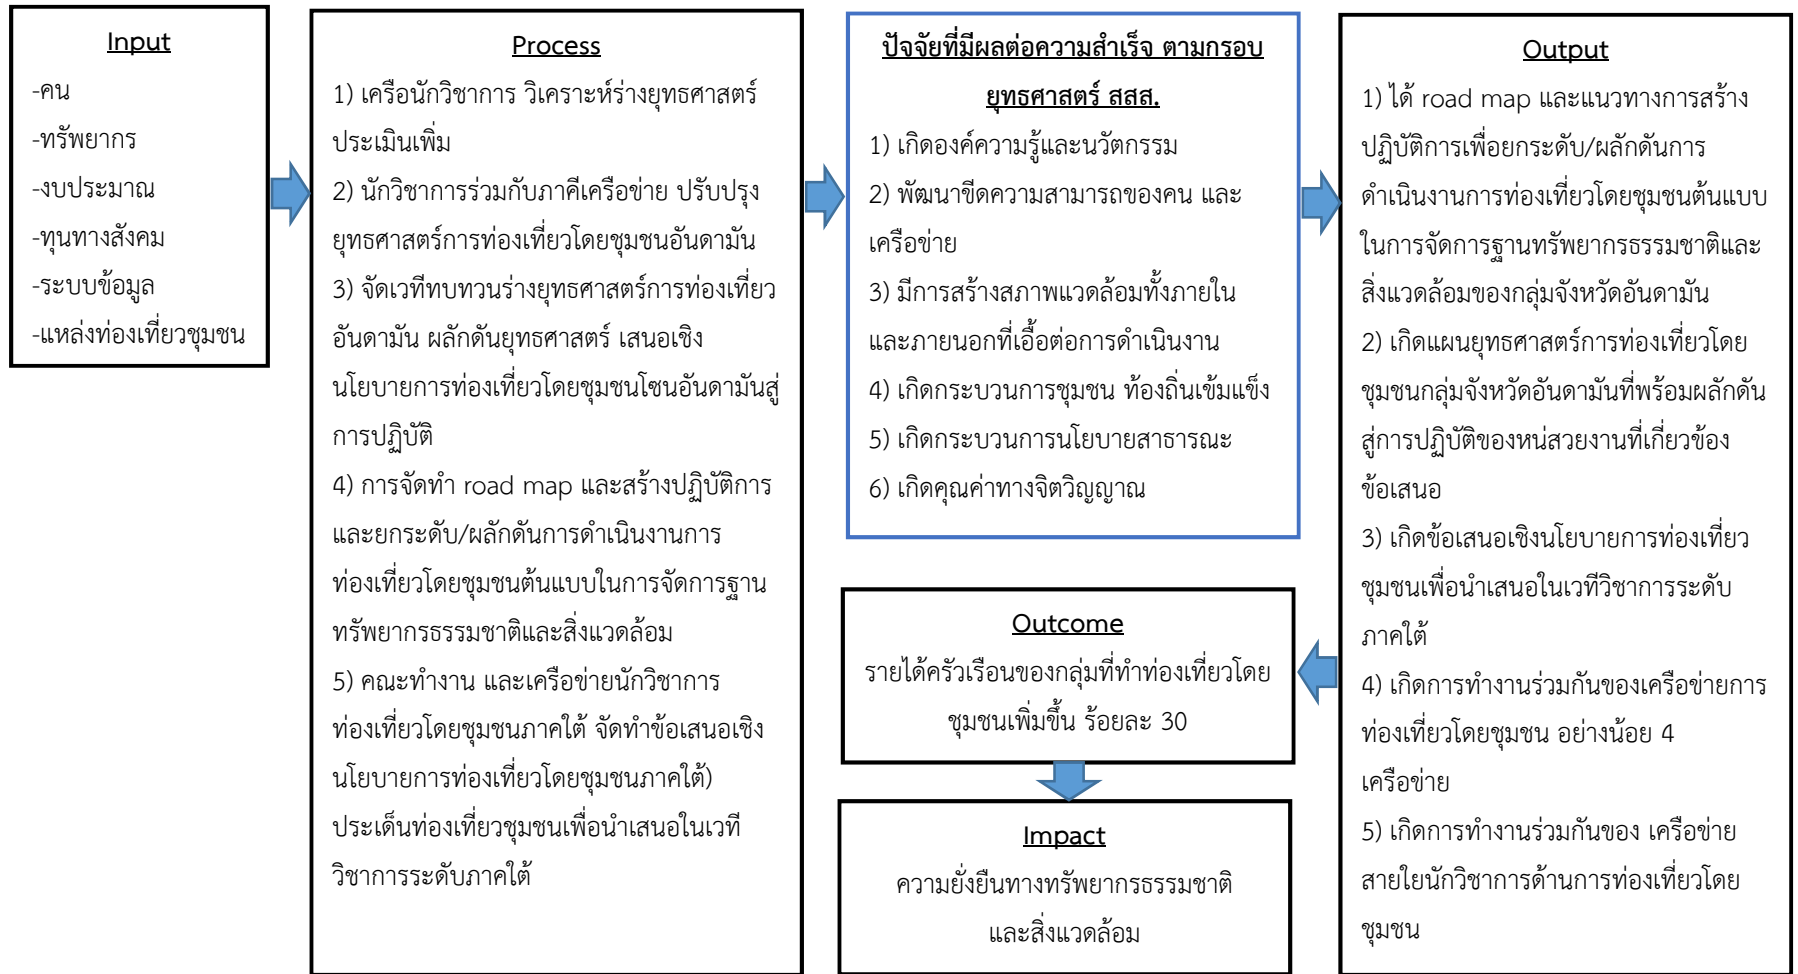 Input
-คน
-ทรัพยากร
-งบประมาณ
-ทุนทางสังคม
-ระบบข้อมูล
-แหล่งท่องเที่ยวชุมชน
Process
1) เครือนักวิชาการ วิเคราะห์ร่างยุทธศาสตร์
ประเมินเพิ่ม
2) นักวิชาการร่วมกับภาคีเครือข่าย ปรับปรุง
ยุทธศาสตร์การท่องเที่ยวโดยชุมชนอันดามัน
3) จัดเวทีทบทวนร่างยุทธศาสตร์การท่องเที่ยว
อันดามัน ผลักดันยุทธศาสตร์ เสนอเชิง
นโยบายการท่องเที่ยวโดยชุมชนโซนอันดามันสู่
การปฏิบัติ
4) การจัดทำ road map และสร้างปฏิบัติการ
และยกระดับ/ผลักดันการดำเนินงานการ
ท่องเที่ยวโดยชุมชนต้นแบบในการจัดการฐาน
ทรัพยากรธรรมชาติและสิ่งแวดล้อม
5) คณะทำงาน และเครือข่ายนักวิชาการ
ท่องเที่ยวโดยชุมชนภาคใต้ จัดทำข้อเสนอเชิง
นโยบายการท่องเที่ยวโดยชุมชนภาคใต้)
ประเด็นท่องเที่ยวชุมชนเพื่อนำเสนอในเวที
วิชาการระดับภาคใต้
ปัจจัยที่มีผลต่อความสำเร็จ ตามกรอบ
ยุทธศาสตร์ สสส.
1) เกิดองค์ความรู้และนวัตกรรม
2) พัฒนาขีดความสามารถของคน และ
เครือข่าย
3) มีการสร้างสภาพแวดล้อมทั้งภายใน
และภายนอกที่เอื้อต่อการดำเนินงาน
4) เกิดกระบวนการชุมชน ท้องถิ่นเข้มแข็ง
5) เกิดกระบวนการนโยบายสาธารณะ
6) เกิดคุณค่าทางจิตวิญญาณ
Output
1) ได้ road map และแนวทางการสร้าง
ปฏิบัติการเพื่อยกระดับ/ผลักดันการ
ดำเนินงานการท่องเที่ยวโดยชุมชนต้นแบบ
ในการจัดการฐานทรัพยากรธรรมชาติและ
สิ่งแวดล้อมของกลุ่มจังหวัดอันดามัน
2) เกิดแผนยุทธศาสตร์การท่องเที่ยวโดย
ชุมชนกลุ่มจังหวัดอันดามันที่พร้อมผลักดัน
สู่การปฏิบัติของหน่สวยงานที่เกี่ยวข้อง
ข้อเสนอ
3) เกิดข้อเสนอเชิงนโยบายการท่องเที่ยว
ชุมชนเพื่อนำเสนอในเวทีวิชาการระดับ
ภาคใต้
4) เกิดการทำงานร่วมกันของเครือข่ายการ
ท่องเที่ยวโดยชุมชน อย่างน้อย 4
เครือข่าย
5) เกิดการทำงานร่วมกันของ เครือข่าย
สายใยนักวิชาการด้านการท่องเที่ยวโดย
ชุมชน
Outcome
รายได้ครัวเรือนของกลุ่มที่ทำท่องเที่ยวโดย
ชุมชนเพิ่มขึ้น ร้อยละ 30
Impact
ความยั่งยืนทางทรัพยากรธรรมชาติ
และสิ่งแวดล้อม